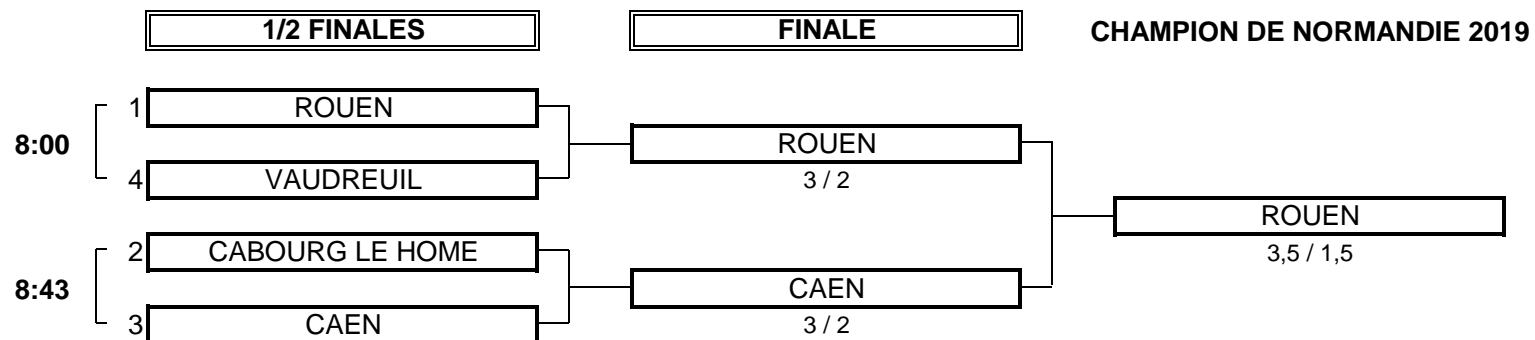 1/2 FINALES
FINALE
CHAMPION DE NORMANDIE 2019
8:00
1
ROUEN
4
VAUDREUIL
ROUEN
3 / 2
8:43
2
CABOURG LE HOME
3
CAEN
CAEN
3 / 2
ROUEN
3,5 / 1,5